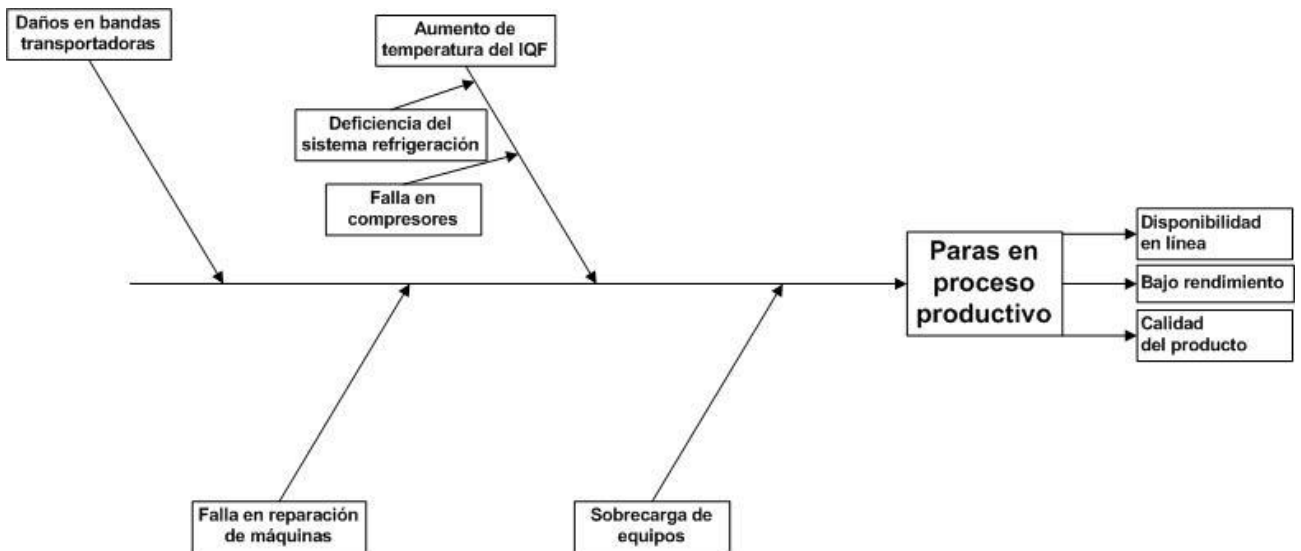 Daños en bandas
transportadoras
Aumento de
temperatura del IQF
Deficiencia del
sistema refrigeración
Falla en
compresores
Paras en
proceso
productivo
Disponibilidad
en línea
Bajo rendimiento
Calidad
del producto
Falla en reparación
de máquinas
Sobrecarga de
equipos